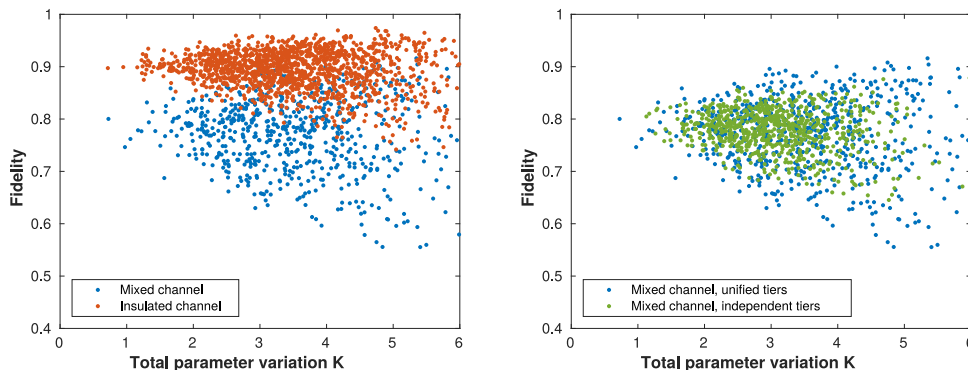 1
0.9
0.8
0.7
0.6
0.5
0.4
Fidelity
Mixed channel
Insulated channel
0 1 2 3 4 5 6
Total parameter variation K
1
0.9
0.8
0.7
0.6
0.5
0.4
Fidelity
Mixed channel, unified tiers
Mixed channel, independent tiers
0 1 2 3 4 5 6
Total parameter variation K